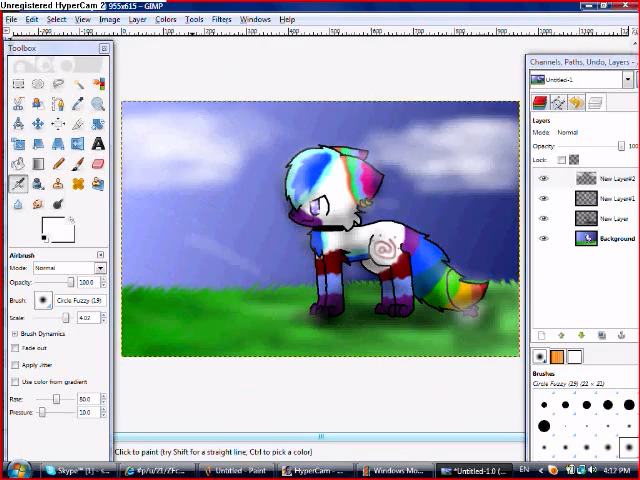 Unregistered HyperCam 2
955x615 – GIMP
File Edit Select View Image Layer Colors Tools Filters Windows Help
Toolbox
Airbrush
Mode: Normal
Opacity: 100.0
Brush: Circle Fuzzy (19)
Scale: 4.02
Brush Dynamics
Fade out
Apply Jitter
Use color from gradient
Rate: 80.0
Pressure: 10.0
Click to paint (try Shift for a straight line, Ctrl to pick a color)
Channels, Paths, Undo, Layers -
Untitled-1
Layers
Mode: Normal
Opacity: 100.
Lock:
New Layer#2
New Layer#1
New Layer
Background
Brushes
Circle Fuzzy (19) (21 × 21)
Skype™ [1] - s...
Untitled - Paint
HyperCam - ...
Windows Mo...
*Untitled-1.0 (...
EN
4:12 PM